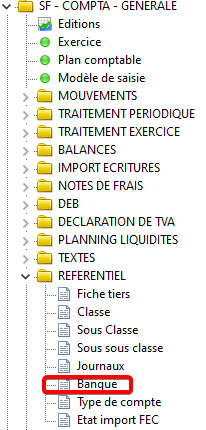 SF - COMPTA - GENERALE
Editions
Exercice
Plan comptable
Modèle de saisie
MOUVEMENTS
TRAITEMENT PERIODIQUE
TRAITEMENT EXERCICE
BALANCES
IMPORT ECRITURES
NOTES DE FRAIS
DEB
DECLARATION DE TVA
PLANNING LIQUIDITES
TEXTES
REFERENTIEL
Fiche tiers
Classe
Sous Classe
Sous sous classe
Journaux
Banque
Type de compte
Etat import FEC